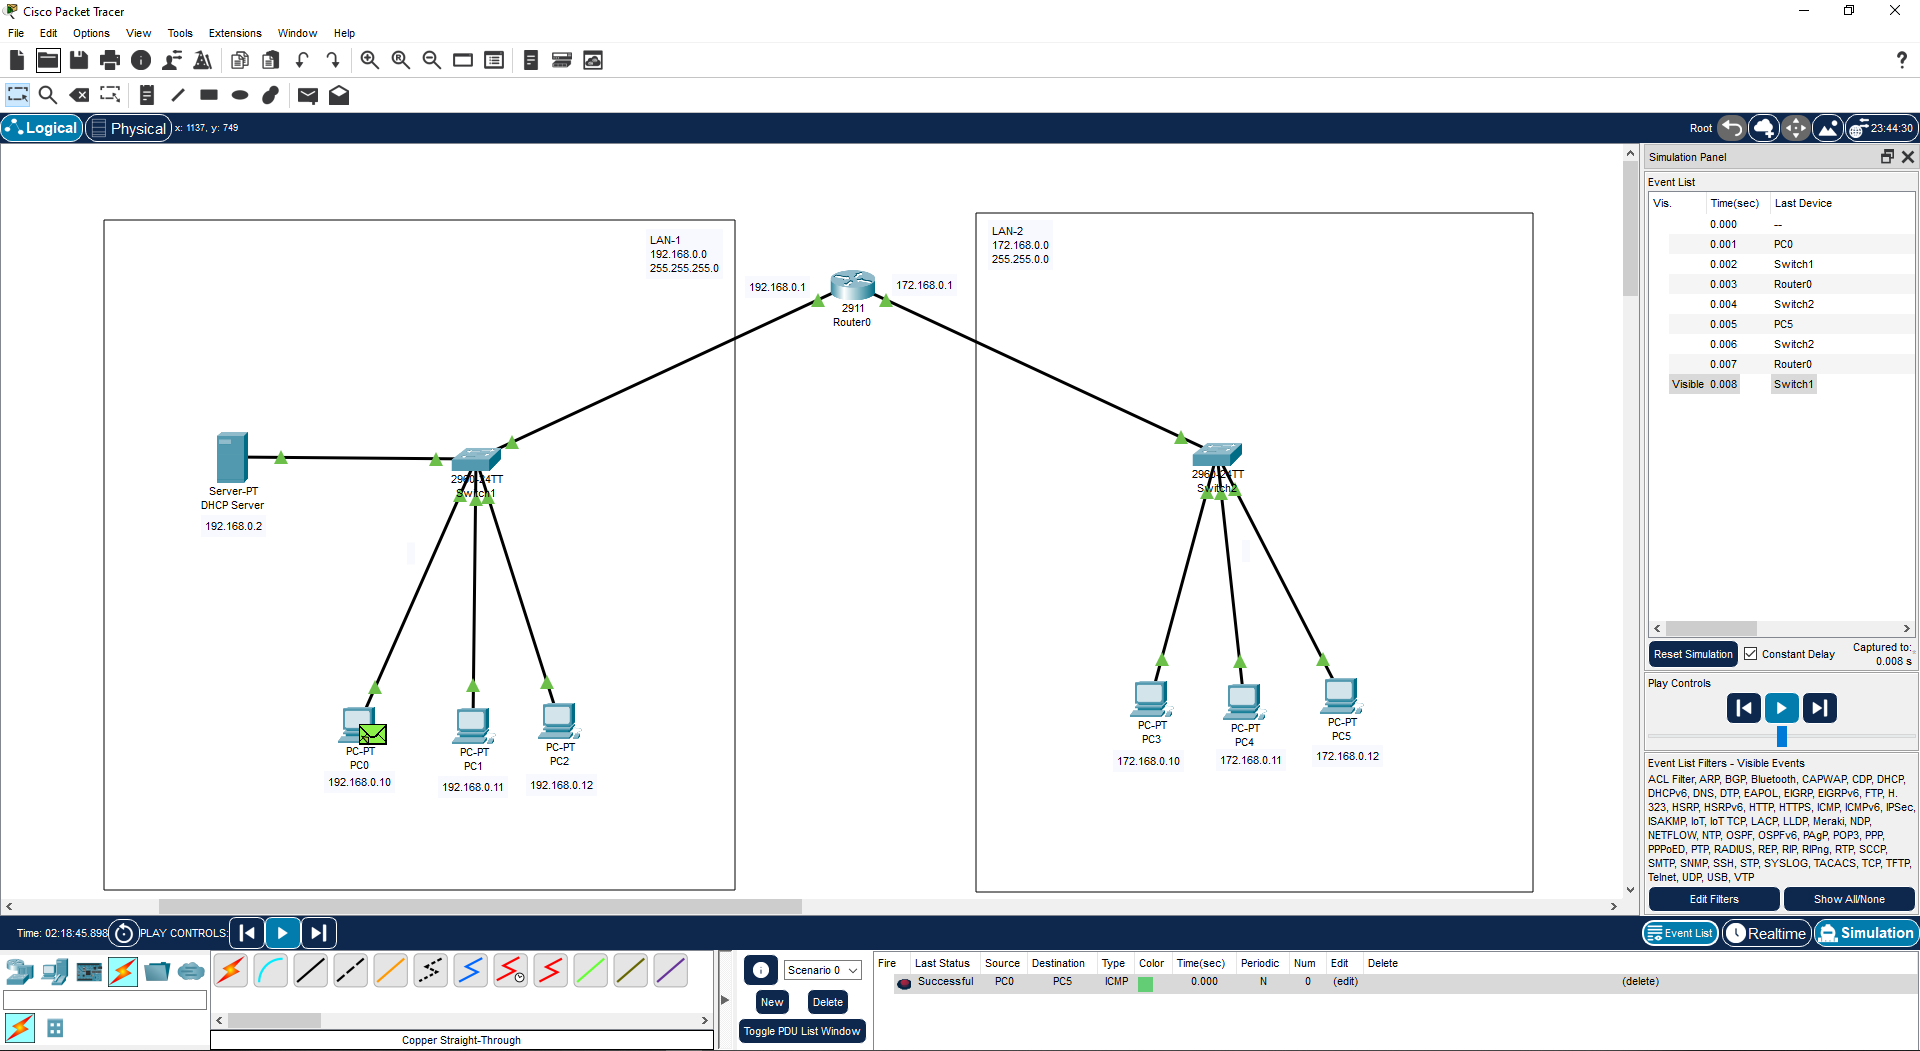 Cisco Packet Tracer
File Edit Options View Tools Extensions Window Help
?
Logical Physical x: 1137, y: 749 Root 23:44:30
Simulation Panel
Event List
Vis. Time(sec) Last Device
0.000 --
0.001 PC0
0.002 Switch1
0.003 Router0
0.004 Switch2
0.005 PC5
0.006 Switch2
0.007 Router0
Visible 0.008 Switch1
LAN-1
192.168.0.0
255.255.255.0
LAN-2
172.168.0.0
255.255.0.0
192.168.0.1
172.168.0.1
2911
Router0
Server-PT
DHCP Server
192.168.0.2
2960-24TT
Switch1
2960-24TT
Switch2
PC-PT
PC0
192.168.0.10
PC-PT
PC1
192.168.0.11
PC-PT
PC2
192.168.0.12
PC-PT
PC3
172.168.0.10
PC-PT
PC4
172.168.0.11
PC-PT
PC5
172.168.0.12
Reset Simulation Constant Delay Captured to:
0.008 s
Play Controls
Event List Filters - Visible Events
ACL Filter, ARP, BGP, Bluetooth, CAPWAP, CDP, DHCP,
DHCPv6, DNS, DTP, EAPOL, EIGRP, EIGRPv6, FTP, H.
323, HSRP, HSRPv6, HTTP, HTTPS, ICMP, ICMPv6, IPSec,
ISAKMP, IoT, IoT TCP, LACP, LLDP, Meraki, NDP,
NETFLOW, NTP, OSPF, OSPFv6, PAgP, POP3, PPP,
PPPoED, PTP, RADIUS, REP, RIP, RIPng, RTP, SCCP,
SMTP, SNMP, SSH, STP, SYSLOG, TACACS, TCP, TFTP,
Telnet, UDP, USB, VTP
Edit Filters Show All/None
Time: 02:18:45.898 PLAY CONTROLS: Event List Realtime Simulation
Copper Straight-Through
Scenario 0
New Delete
Toggle PDU List Window
Fire Last Status Source Destination Type Color Time(sec) Periodic Num Edit Delete
Successful PC0 PC5 ICMP 0.000 N 0 (edit) (delete)